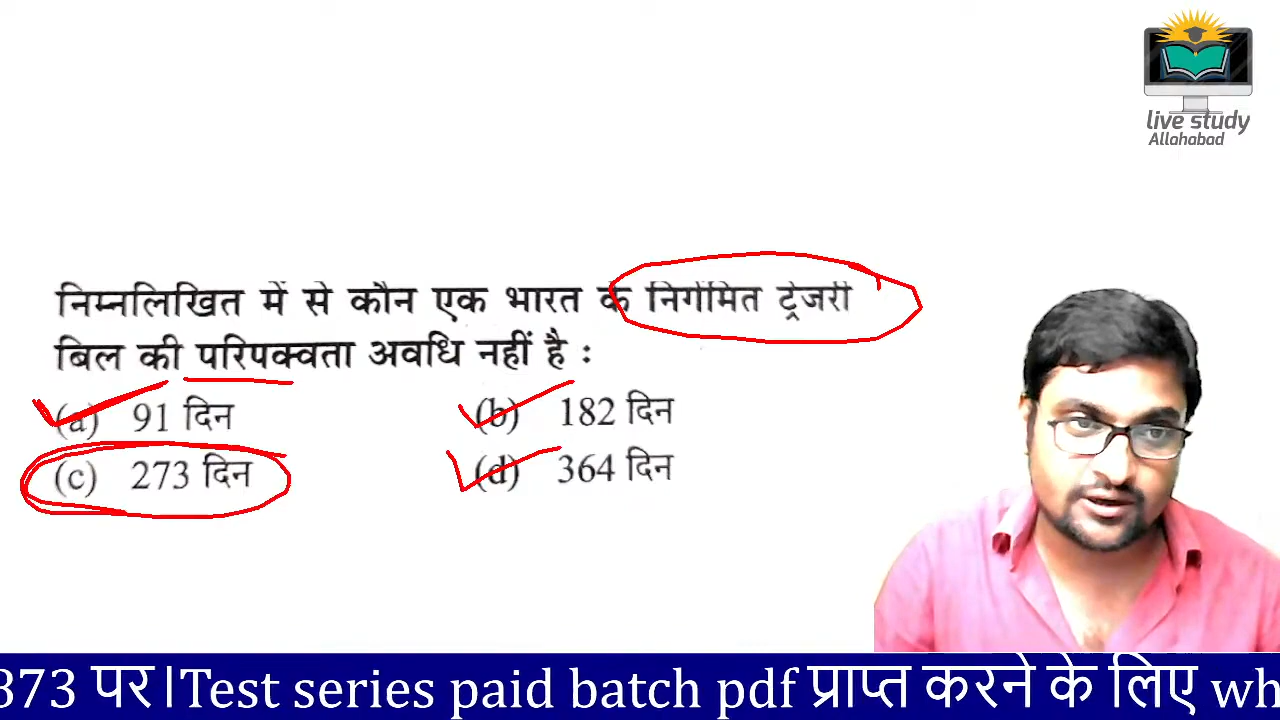 live study
Allahabad
निम्नलिखित में से कौन एक भारत के निर्गमित ट्रेजरी
बिल की परिपक्वता अवधि नहीं है :
(a) 91 दिन
(b) 182 दिन
(c) 273 दिन
(d) 364 दिन
373 पर।Test series paid batch pdf प्राप्त करने के लिए wh